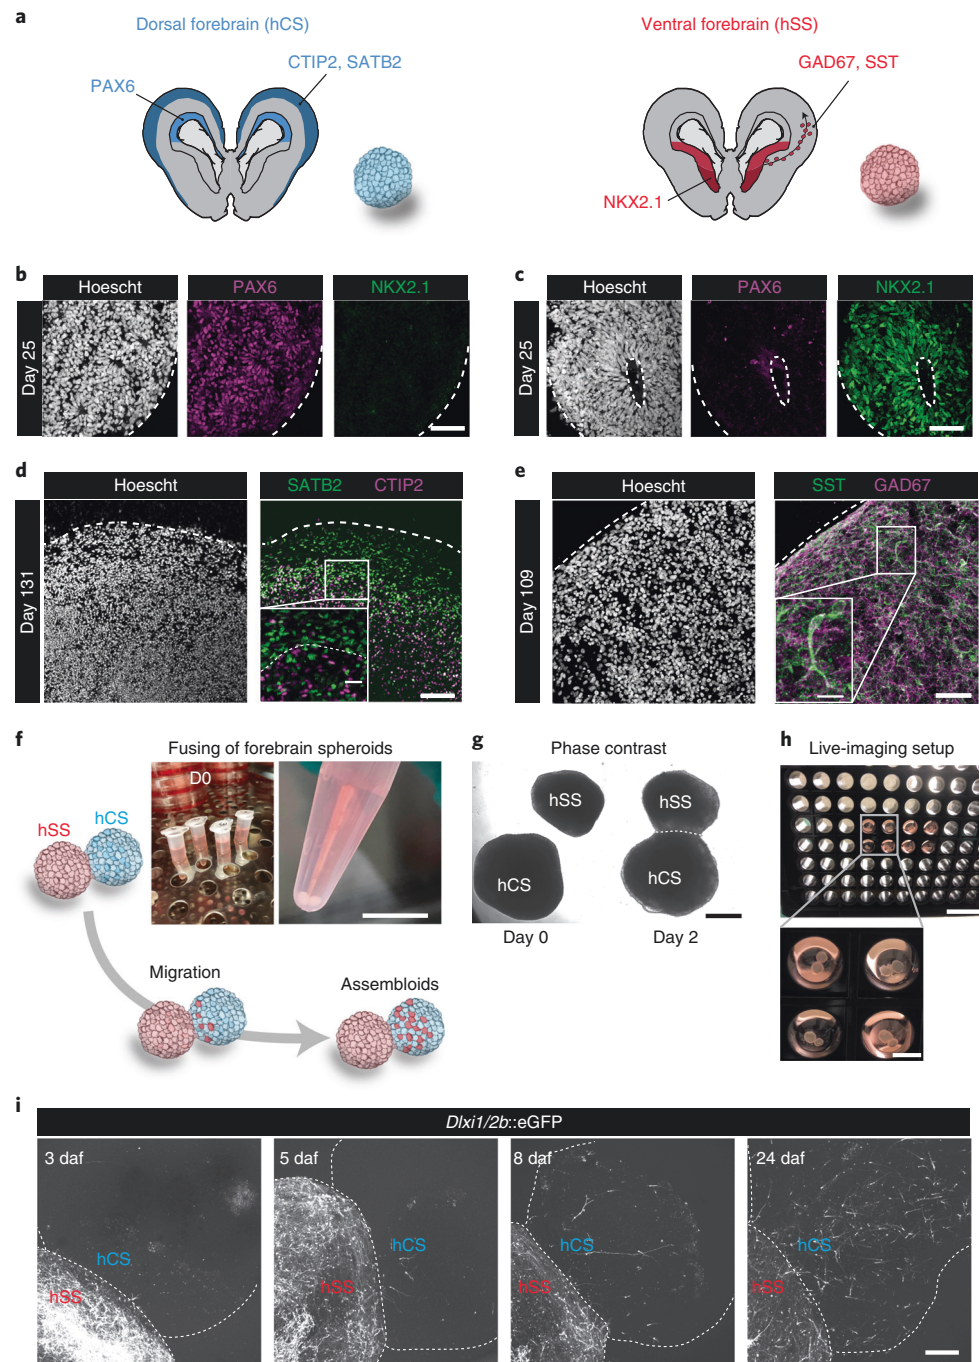 a
Dorsal forebrain (hCS)
Ventral forebrain (hSS)
CTIP2, SATB2
PAX6
GAD67, SST
NKX2.1
b
Hoescht
PAX6
NKX2.1
Day 25
c
Hoescht
PAX6
NKX2.1
Day 25
d
Hoescht
SATB2 CTIP2
Day 131
e
Hoescht
SST GAD67
Day 109
f
Fusing of forebrain spheroids
D0
hSS
hCS
Migration
Assembloids
g
Phase contrast
hSS
hCS
hSS
hCS
Day 0
Day 2
h
Live-imaging setup
i
Dlxi1/2b::eGFP
3 daf
hCS
hSS
5 daf
hCS
hSS
8 daf
hCS
hSS
24 daf
hCS
hSS